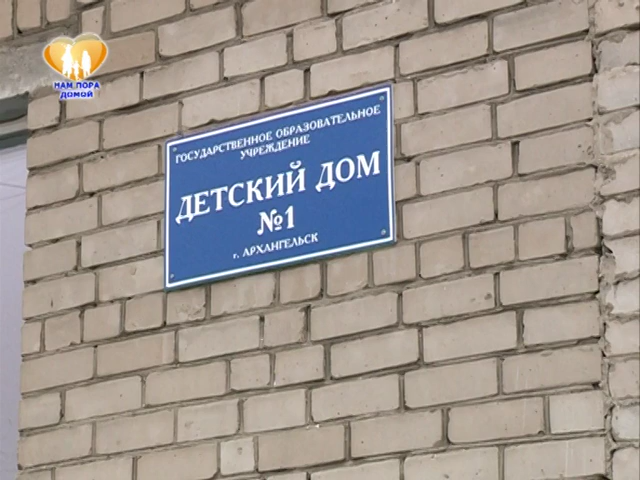 НАМ ПОРА
ДОМОЙ
ГОСУДАРСТВЕННОЕ ОБРАЗОВАТЕЛЬНОЕ
УЧРЕЖДЕНИЕ
ДЕТСКИЙ ДОМ
№1
г. АРХАНГЕЛЬСК